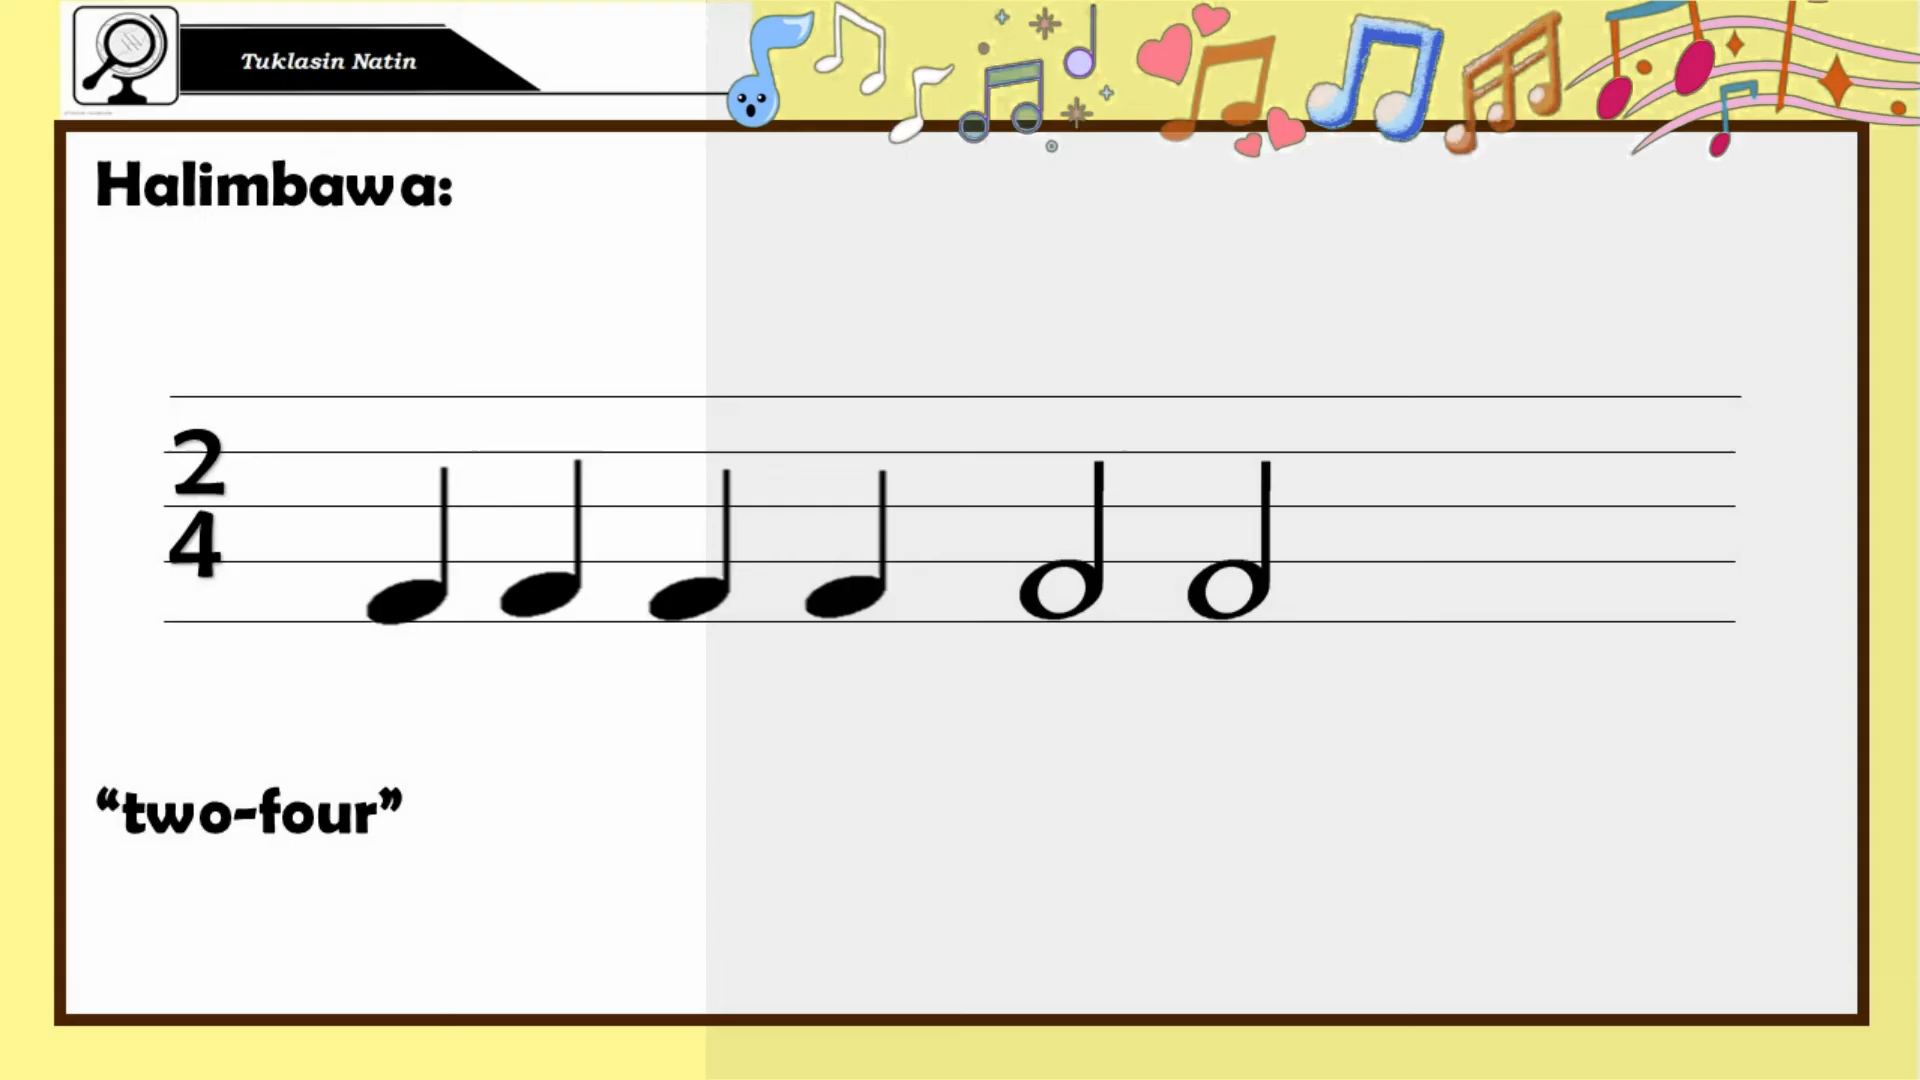 Tuklasin Natin
Halimbawa:
2
4
“two-four”